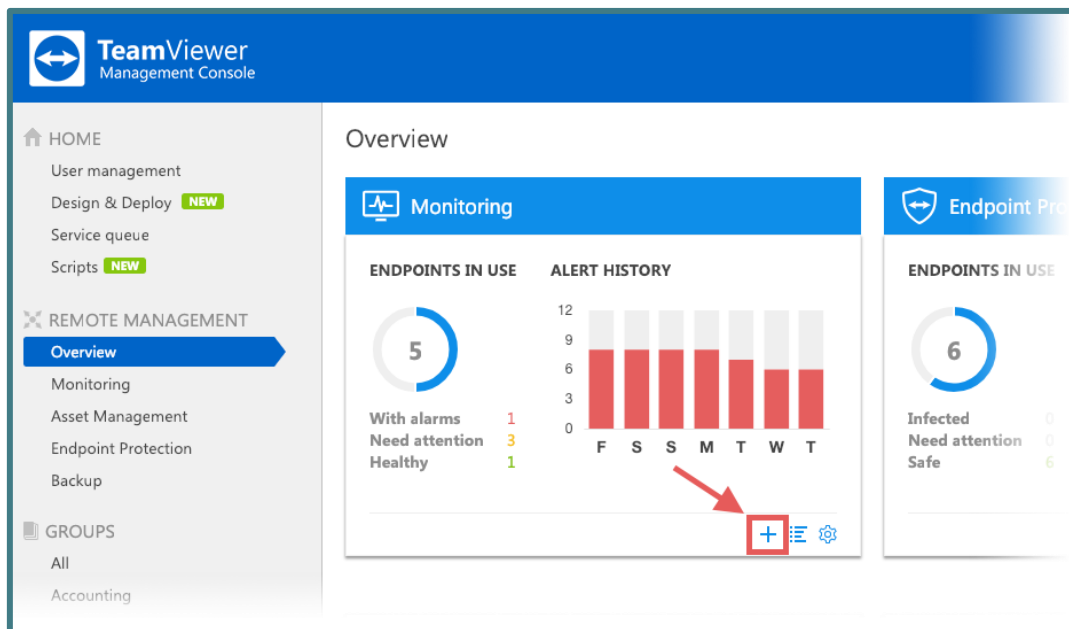 TeamViewer
Management Console
HOME
User management
Design & Deploy NEW
Service queue
Scripts NEW
REMOTE MANAGEMENT
Overview
Monitoring
Asset Management
Endpoint Protection
Backup
GROUPS
All
Accounting
Overview
Monitoring
ENDPOINTS IN USE
5
With alarms 1
Need attention 3
Healthy 1
ALERT HISTORY
12
9
6
3
0
F S S M T W T
+
Endpoint Pro
ENDPOINTS IN USE
6
Infected 0
Need attention 0
Safe 6